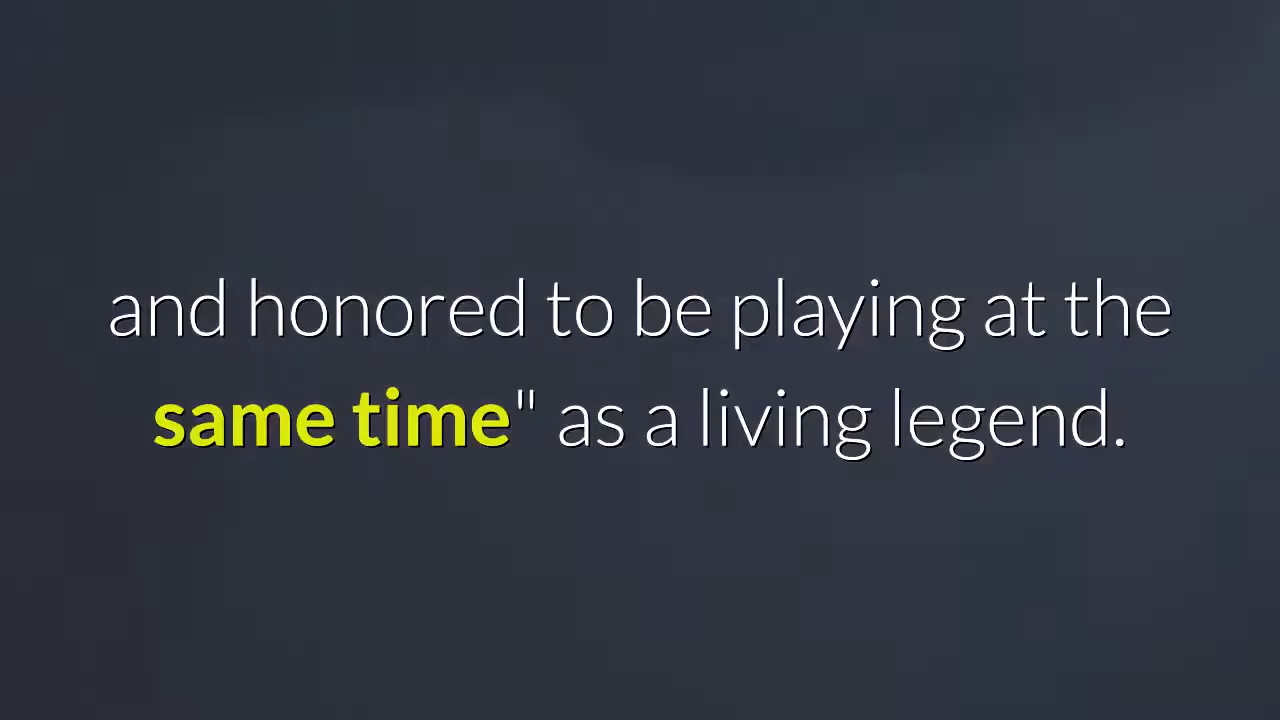 and honored to be playing at the
same time" as a living legend.